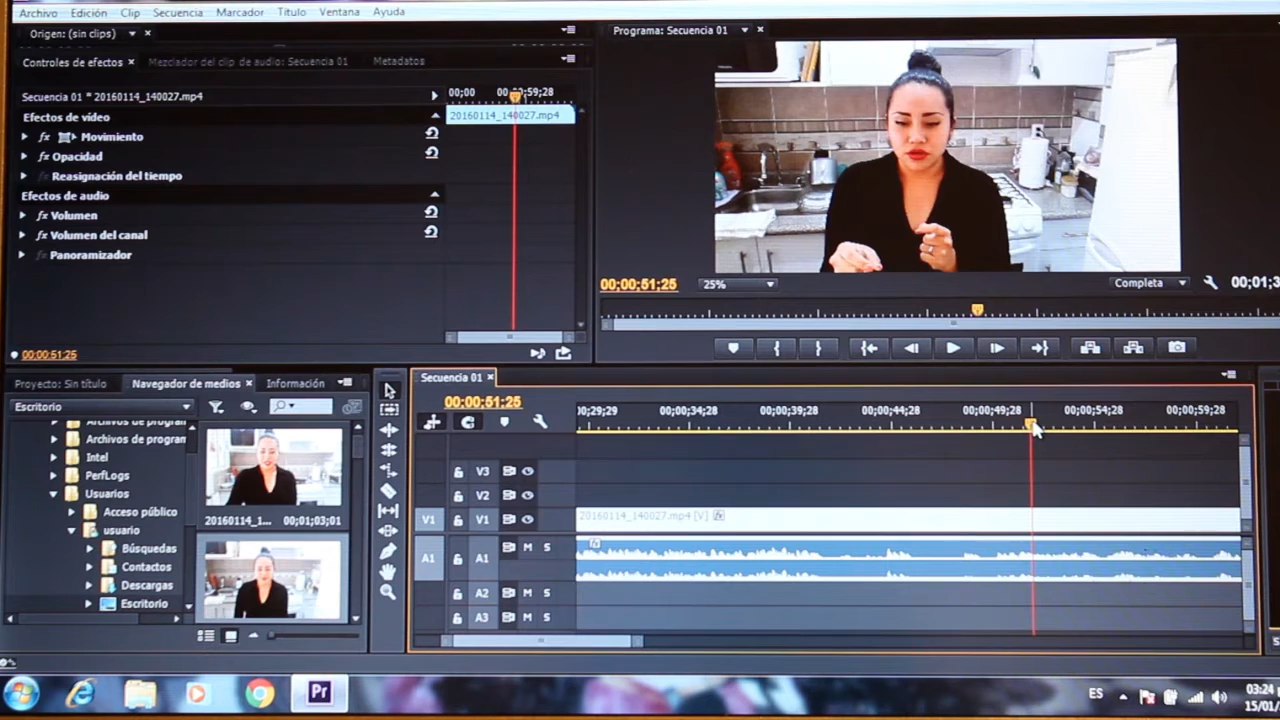 Archivo Edición Clip Secuencia Marcador Título Ventana Ayuda
Origen: (sin clips)
Programa: Secuencia 01
Controles de efectos
Mezclador del clip de audio: Secuencia 01
Metadatos
Secuencia 01 * 20160114_140027.mp4
00;00
59;28
20160114_140027.mp4
Efectos de vídeo
fx Movimiento
fx Opacidad
fx Reasignación del tiempo
Efectos de audio
fx Volumen
fx Volumen del canal
fx Panoramizador
00;00;51;25
00;00;51;25
25%
Completa
00;01;3
Proyecto: Sin título
Navegador de medios
Información
Escritorio
Archivos de program
Archivos de program
Intel
PerfLogs
Usuarios
Acceso público
usuario
Búsquedas
Contactos
Descargas
Escritorio
20160114_1... 00;01;03;01
Secuencia 01
00;00;51;25
00;29;29 00;00;34;28 00;00;39;28 00;00;44;28 00;00;49;28 00;00;54;28 00;00;59;28
V3
V2
V1 V1 20160114_140027.mp4 [V] fx
A1 A1 M S
A2 M S
A3 M S
S
Pr
ES
03:24
15/01/